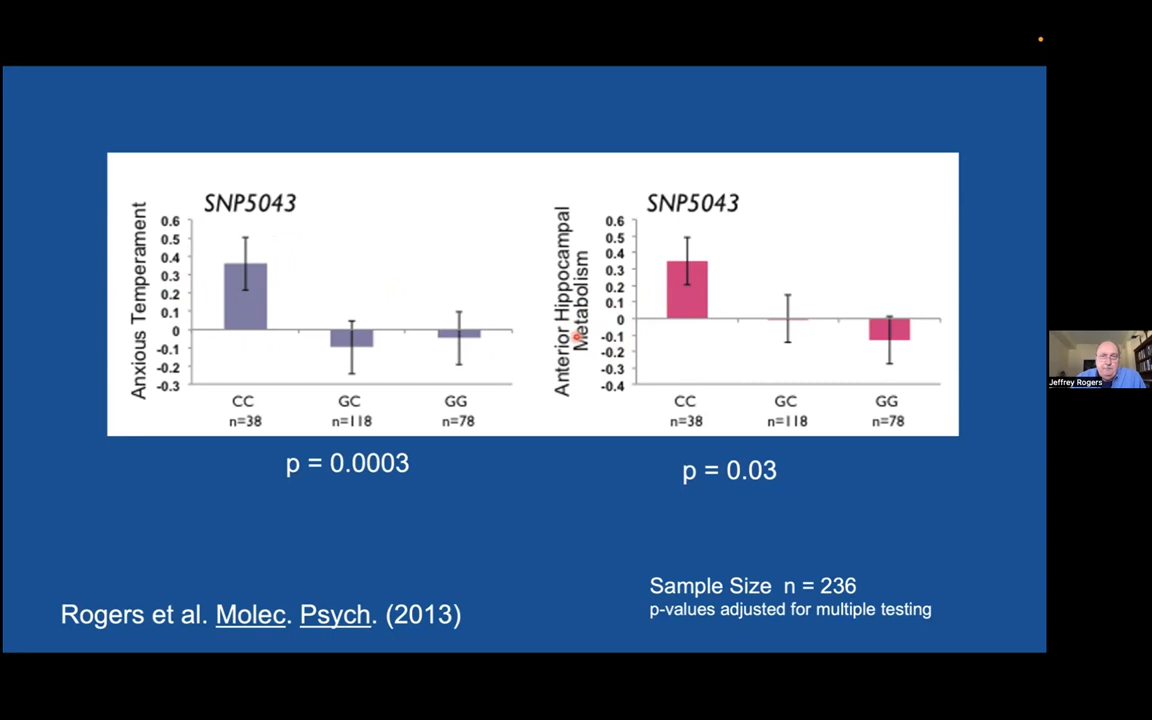 SNP5043
Anxious Temperament
0.6
0.5
0.4
0.3
0.2
0.1
0
-0.1
-0.2
-0.3
CC
GC
GG
n=38
n=118
n=78
p = 0.0003
SNP5043
Anterior Hippocampal
Metabolism
0.6
0.5
0.4
0.3
0.2
0.1
0
-0.1
-0.2
-0.3
-0.4
CC
GC
GG
n=38
n=118
n=78
p = 0.03
Sample Size n = 236
p-values adjusted for multiple testing
Rogers et al. Molec. Psych. (2013)
Jeffrey Rogers